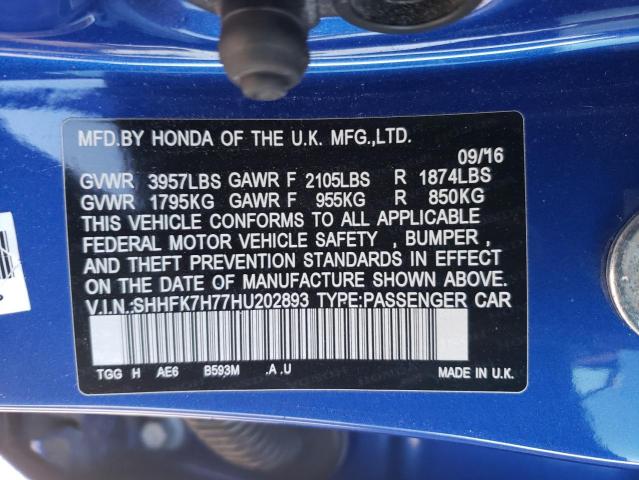 MFD.BY HONDA OF THE U.K. MFG.,LTD.
09/16
GVWR 3957LBS GAWR F 2105LBS R 1874LBS
GVWR 1795KG GAWR F 955KG R 850KG
THIS VEHICLE CONFORMS TO ALL APPLICABLE
FEDERAL MOTOR VEHICLE SAFETY , BUMPER ,
AND THEFT PREVENTION STANDARDS IN EFFECT
ON THE DATE OF MANUFACTURE SHOWN ABOVE.
V.I.N.:SHHFK7H77HU202893 TYPE:PASSENGER CAR
TGG H AE6 B593M .A .U MADE IN U.K.